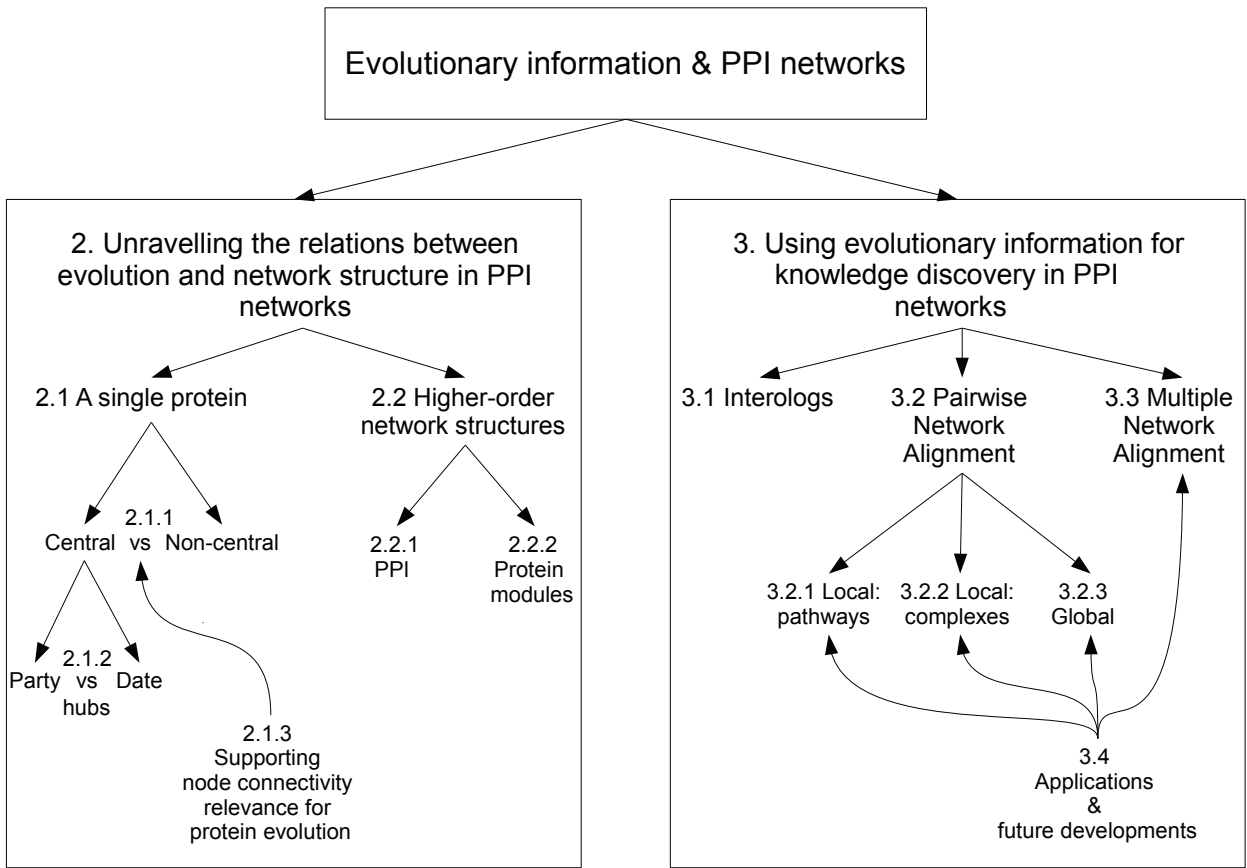 Evolutionary information & PPI networks
2. Unravelling the relations between
evolution and network structure in PPI
networks
2.1 A single protein
2.2 Higher-order
network structures
2.1.1
Central vs Non-central
2.2.1
PPI
2.2.2
Protein
modules
2.1.2
Party vs Date
hubs
2.1.3
Supporting
node connectivity
relevance for
protein evolution
3. Using evolutionary information for
knowledge discovery in PPI
networks
3.1 Interologs
3.2 Pairwise
Network
Alignment
3.3 Multiple
Network
Alignment
3.2.1 Local:
pathways
3.2.2 Local:
complexes
3.2.3
Global
3.4
Applications
&
future developments